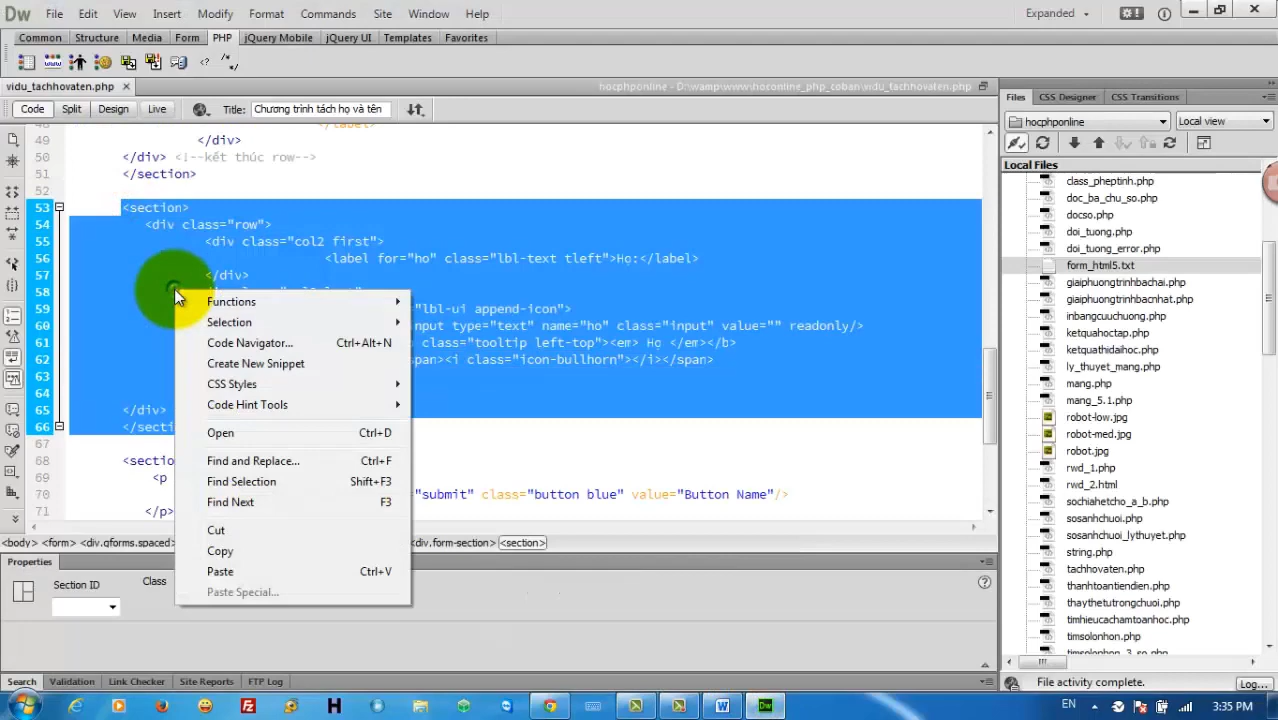 Dw File Edit View Insert Modify Format Commands Site Window Help Expanded
Common Structure Media Form PHP jQuery Mobile jQuery UI Templates Favorites
vidu_tachhovaten.php × hocphponline - D:\wamp\www\hoconline_php_coban\vidu_tachhovaten.php
Code Split Design Live Title: Chương trình tách họ và tên
49 </div>
50 </div> <!--kết thúc row-->
51 </section>
52
53 <section>
54 <div class="row">
55 <div class="col2 first">
56 <label for="ho" class="lbl-text tleft">Họ:</label>
57 </div>
58
59 "lbl-ui append-icon">
60 nput type="text" name="ho" class="input" value="" readonly/>
61 class="tooltip left-top"><em> Họ </em></b>
62 pan><i class="icon-bullhorn"></i></span>
63
64
65 </div>
66 </secti
67
68 <section
69 <p
70 "submit" class="button blue" value="Button Name"/>
71 </p>
Functions
Selection
Code Navigator... Ctrl+Alt+N
Create New Snippet
CSS Styles
Code Hint Tools
Open Ctrl+D
Find and Replace... Ctrl+F
Find Selection Shift+F3
Find Next F3
Cut
Copy
Paste Ctrl+V
Paste Special...
<body> <form> <div.gforms.spaced> div.form-section> <section>
Properties
Section ID Class
Search Validation Link Checker Site Reports FTP Log
Files CSS Designer CSS Transitions
hocphponline Local view
Local Files
class_pheptinh.php
doc_ba_chu_so.php
docso.php
doi_tuong.php
doi_tuong_error.php
form_html5.txt
giaiphuongtrinhbachai.php
giaiphuongtrinhbacnhat.php
inbangcuuchuong.php
ketquahoctap.php
ketquathidaihoc.php
ly_thuyet_mang.php
mang.php
mang_5.1.php
robot-low.jpg
robot-med.jpg
robot.jpg
rwd_1.php
rwd_2.html
sochiahetcho_a_b.php
sosanhchuoi.php
sosanhchuoi_lythuyet.php
string.php
tachhovaten.php
thanhtoantiendien.php
thaythetutrongchuoi.php
timhieucachamtoanhoc.php
timsolonhon.php
timsolonhon_3_so.php
File activity complete. Log...
EN 3:35 PM